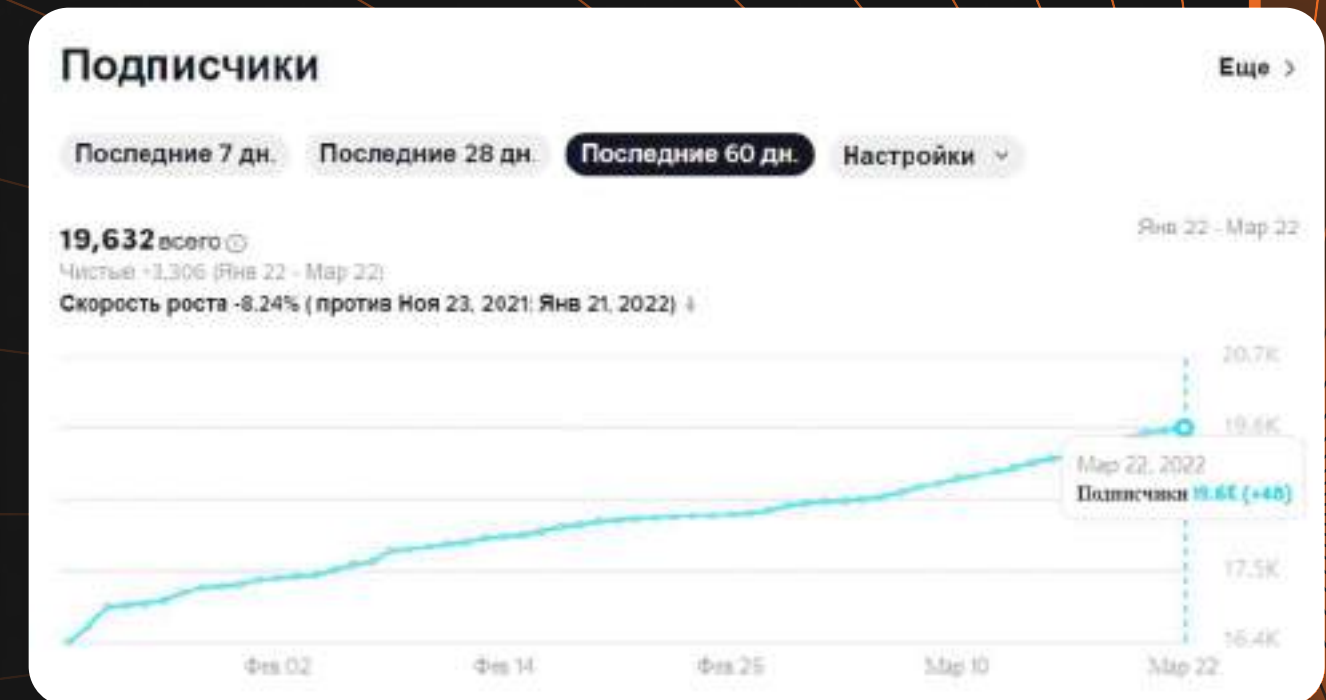 Подписчики
Еще >
Последние 7 дн. Последние 28 дн. Последние 60 дн. Настройки
19,632 всего
Янв 22 - Мар 22
Чистые +3,306 (Янв 22 - Мар 22)
Скорость роста -8.24% ( против Ноя 23, 2021: Янв 21, 2022) ↓
20.7K
19.6K
Мар 22, 2022
Подписчики (+48)
17.5K
16.4K
Фев 02 Фев 14 Фев 26 Мар 10 Мар 22